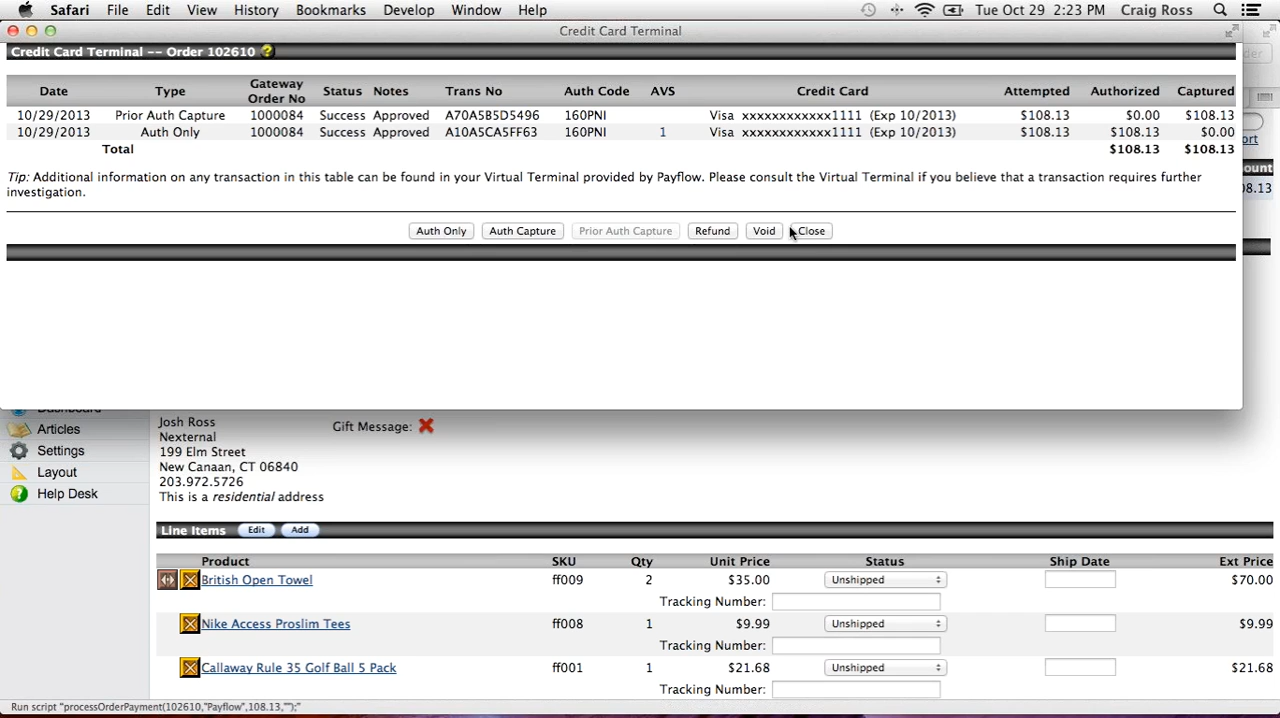 Safari File Edit View History Bookmarks Develop Window Help Tue Oct 29 2:23 PM Craig Ross
Credit Card Terminal
Credit Card Terminal -- Order 102610 ?
Date Type Gateway Order No Status Notes Trans No Auth Code AVS Credit Card Attempted Authorized Captured
10/29/2013 Prior Auth Capture 1000084 Success Approved A70A5B5D5496 160PNI Visa xxxxxxxxxxxx1111 (Exp 10/2013) $108.13 $0.00 $108.13
10/29/2013 Auth Only 1000084 Success Approved A10A5CA5FF63 160PNI 1 Visa xxxxxxxxxxxx1111 (Exp 10/2013) $108.13 $108.13 $0.00
Total $108.13 $108.13
Tip: Additional information on any transaction in this table can be found in your Virtual Terminal provided by Payflow. Please consult the Virtual Terminal if you believe that a transaction requires further
investigation.
Auth Only Auth Capture Prior Auth Capture Refund Void Close
Dashboard
Articles
Settings
Layout
Help Desk
Josh Ross Gift Message:
Nexternal
199 Elm Street
New Canaan, CT 06840
203.972.5726
This is a residential address
Line Items Edit Add
Product SKU Qty Unit Price Status Ship Date Ext Price
British Open Towel ff009 2 $35.00 Unshipped $70.00
Tracking Number:
Nike Access Proslim Tees ff008 1 $9.99 Unshipped $9.99
Tracking Number:
Callaway Rule 35 Golf Ball 5 Pack ff001 1 $21.68 Unshipped $21.68
Tracking Number:
Run script "processOrderPayment(102610,"Payflow",108.13,"");"